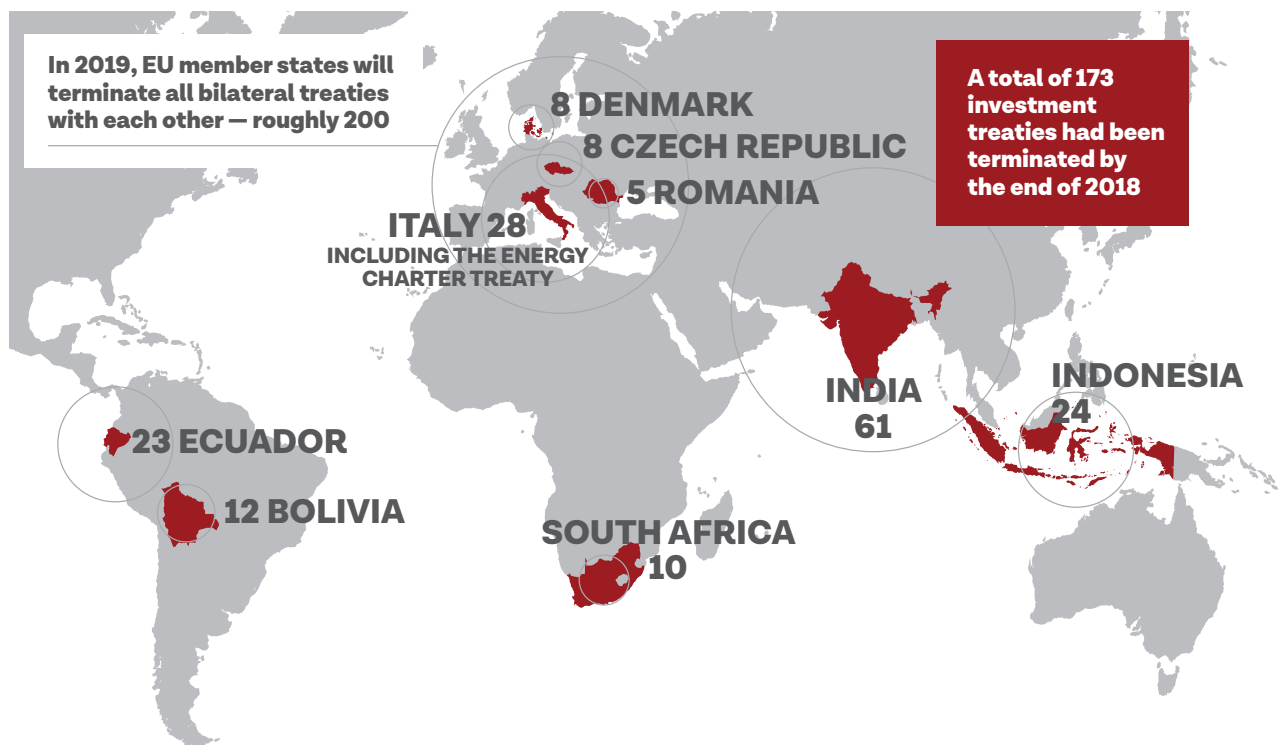 In 2019, EU member states will
terminate all bilateral treaties
with each other — roughly 200
A total of 173
investment
treaties had been
terminated by
the end of 2018
8 DENMARK
8 CZECH REPUBLIC
5 ROMANIA
ITALY 28
INCLUDING THE ENERGY
CHARTER TREATY
INDIA
61
INDONESIA
24
23 ECUADOR
12 BOLIVIA
SOUTH AFRICA
10